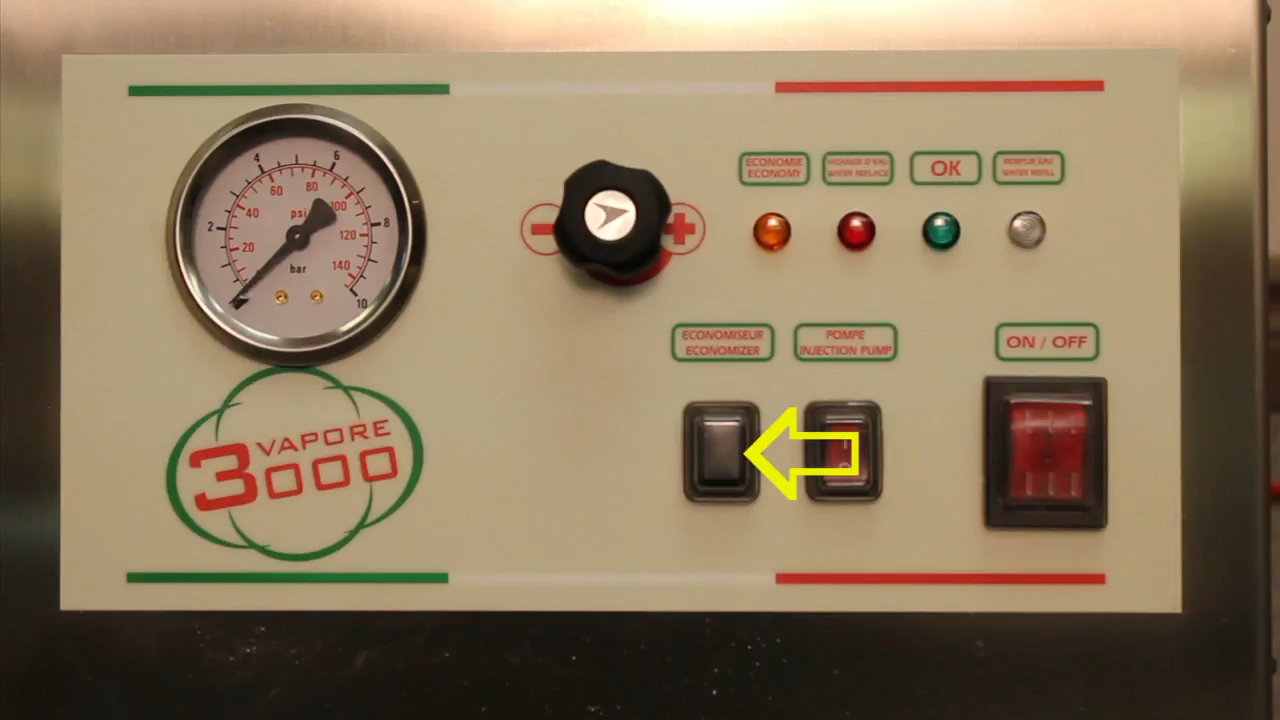 4
6
2
8
10
60
80
40
100
20
120
140
psi
bar
ECONOMIE
ECONOMY
VIDANGE D'EAU
WATER REPLACE
OK
REMPLIR EAU
WATER REFILL
ECONOMISEUR
ECONOMIZER
POMPE
INJECTION PUMP
ON / OFF
VAPORE
3000